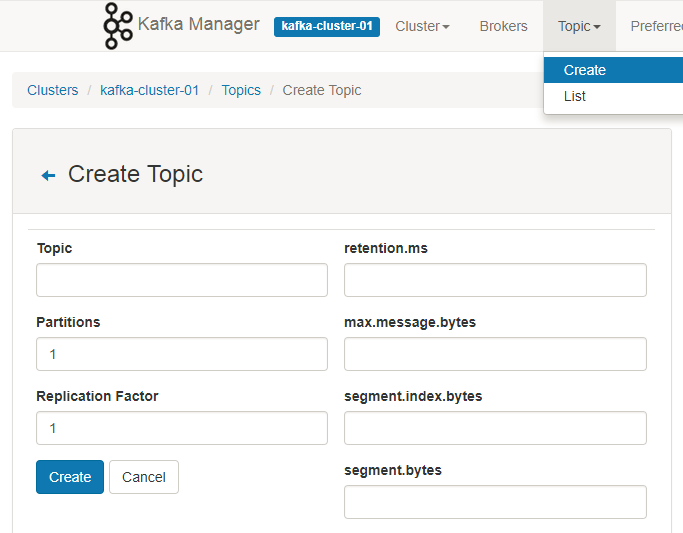 Kafka Manager kafka-cluster-01 Cluster Brokers Topic
Create
List
Clusters / kafka-cluster-01 / Topics / Create Topic
Create Topic
Topic
retention.ms
Partitions
max.message.bytes
1
Replication Factor
segment.index.bytes
1
Create Cancel
segment.bytes